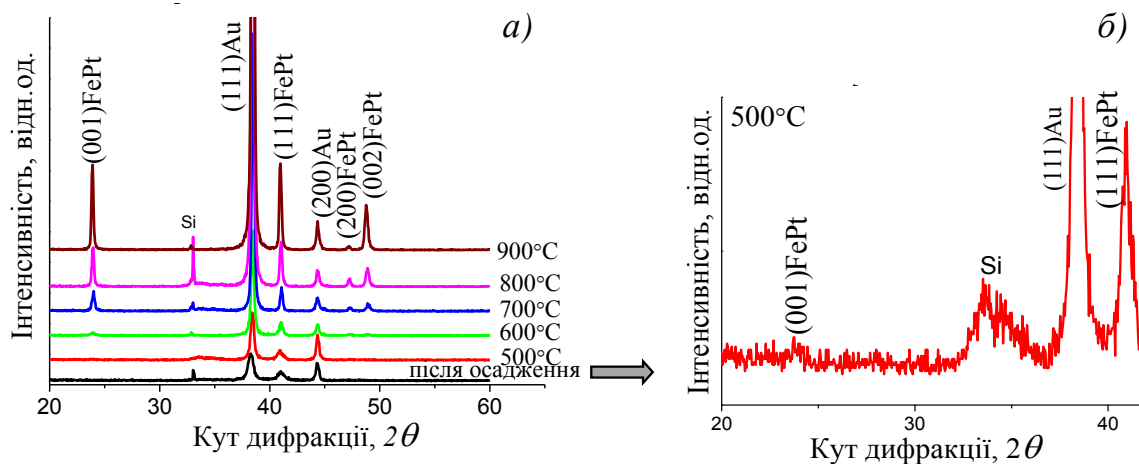 а)
Інтенсивність, відн.од.
(001)FePt
Si
(111)Au
(111)FePt
(200)Au
(200)FePt
(002)FePt
900°C
800°C
700°C
600°C
500°C
після осадження
20 30 40 50 60
Кут дифракції, 2θ
б)
Інтенсивність, відн.од.
500°C
(001)FePt
Si
(111)Au
(111)FePt
20 30 40
Кут дифракції, 2θ